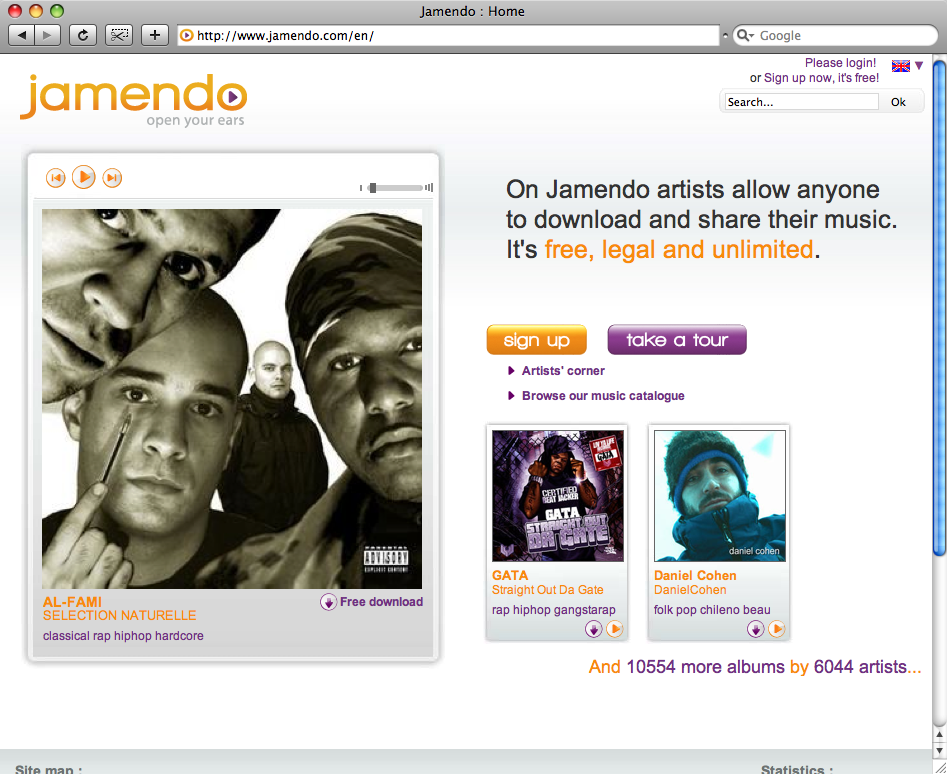 Jamendo : Home
http://www.jamendo.com/en/
Google
Please login!
or Sign up now, it's free!
jamendo
open your ears
Search...
Ok
On Jamendo artists allow anyone
to download and share their music.
It's free, legal and unlimited.
sign up
take a tour
Artists' corner
Browse our music catalogue
PARENTAL
ADVISORY
EXPLICIT CONTENT
AL-FAMI
Free download
SELECTION NATURELLE
classical rap hiphop hardcore
GATA
CERTIFIED
BEAT JACKER
GATA
STRAIGHT OUT
DA GATE
GATA
Straight Out Da Gate
rap hiphop gangstarap
daniel cohen
Daniel Cohen
DanielCohen
folk pop chileno beau
And 10554 more albums by 6044 artists...
Site map :
Statistics :